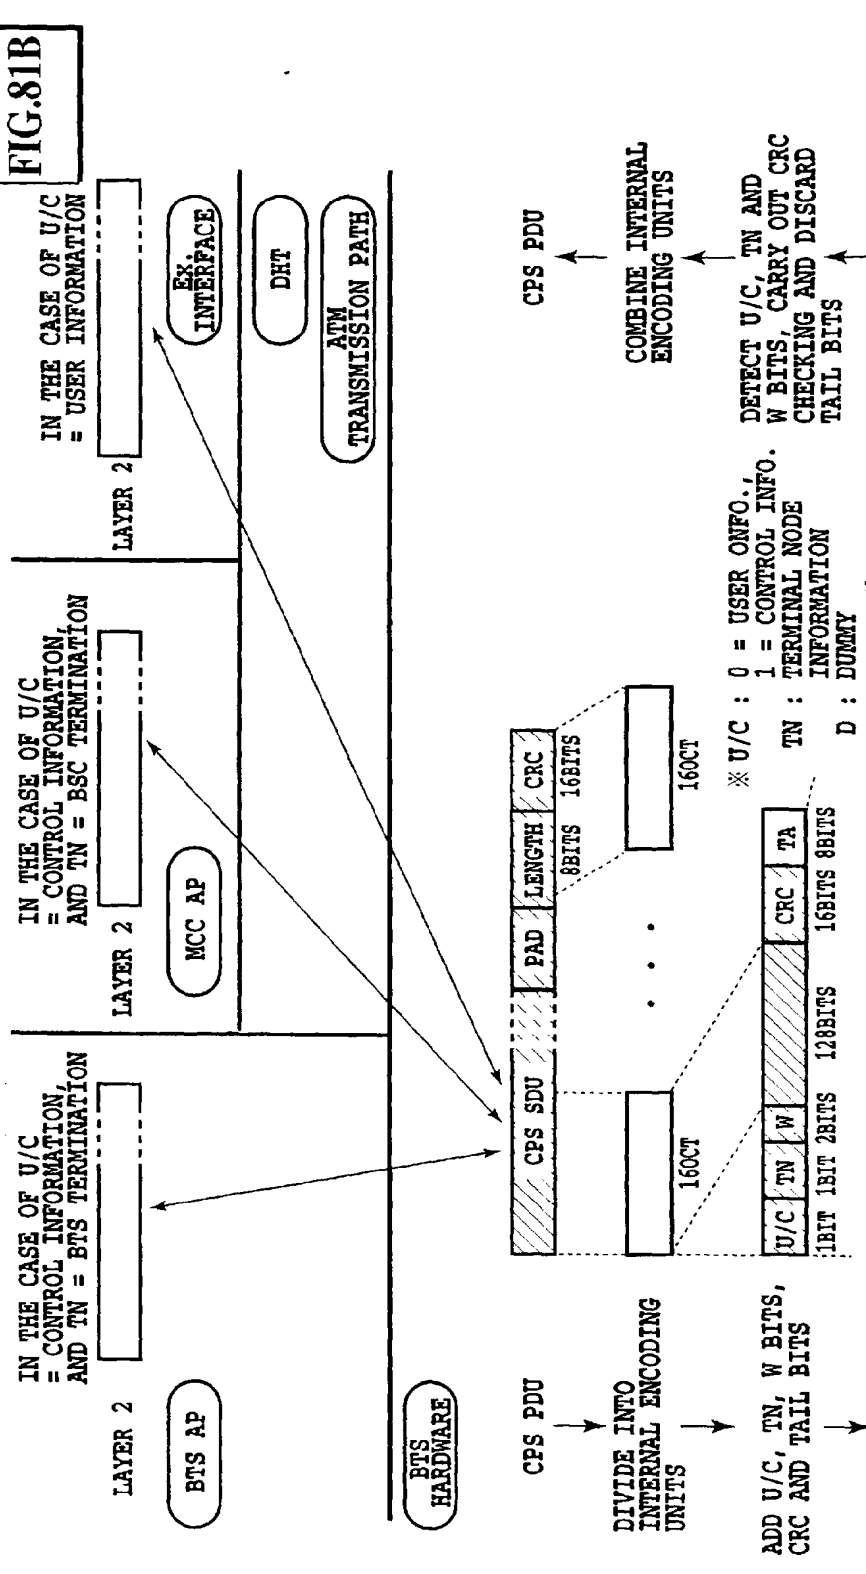 FIG.81B
IN THE CASE OF U/C
= CONTROL INFORMATION,
AND TN = BTS TERMINATION
LAYER 2
BTS AP
IN THE CASE OF U/C
= CONTROL INFORMATION,
AND TN = BSC TERMINATION
LAYER 2
MCC AP
IN THE CASE OF U/C
= USER INFORMATION
LAYER 2
EX.
INTERFACE
DHT
ATM
TRANSMISSION PATH
BTS
HARDWARE
CPS PDU
CPS SDU
PAD
LENGTH
CRC
8BITS
16BITS
CPS PDU
DIVIDE INTO
INTERNAL ENCODING
UNITS
16OCT
16OCT
COMBINE INTERNAL
ENCODING UNITS
ADD U/C, TN, W BITS,
CRC AND TAIL BITS
U/C
TN
W
CRC
TA
1BIT
1BIT
2BITS
128BITS
16BITS
8BITS
※ U/C : 0 = USER ONFO.,
1 = CONTROL INFO.
TN : TERMINAL NODE
INFORMATION
D : DUMMY
DETECT U/C, TN AND
W BITS, CARRY OUT CRC
CHECKING AND DISCARD
TAIL BITS